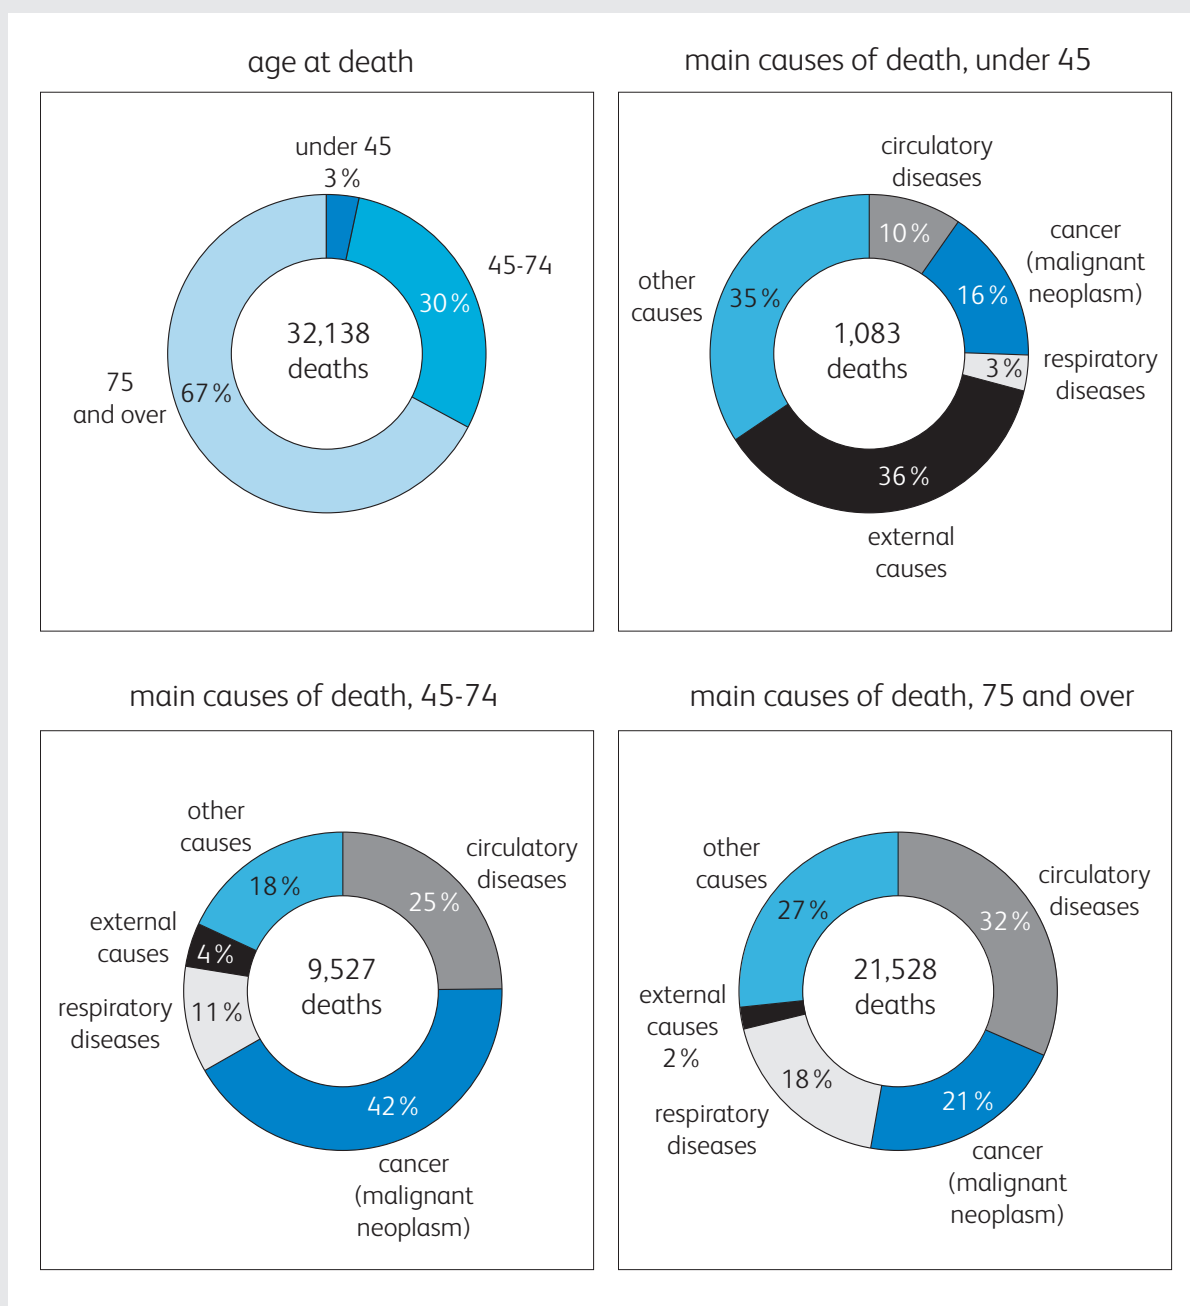 age at death
under 45
3%
45-74
30%
75
and over
67%
32,138
deaths
main causes of death, under 45
circulatory
diseases
10%
cancer
(malignant
neoplasm)
16%
respiratory
diseases
3%
external
causes
36%
other
causes
35%
1,083
deaths
main causes of death, 45-74
other
causes
18%
circulatory
diseases
25%
external
causes
4%
respiratory
diseases
11%
42%
cancer
(malignant
neoplasm)
9,527
deaths
main causes of death, 75 and over
other
causes
27%
circulatory
diseases
32%
external
causes
2%
respiratory
diseases
18%
21%
cancer
(malignant
neoplasm)
21,528
deaths